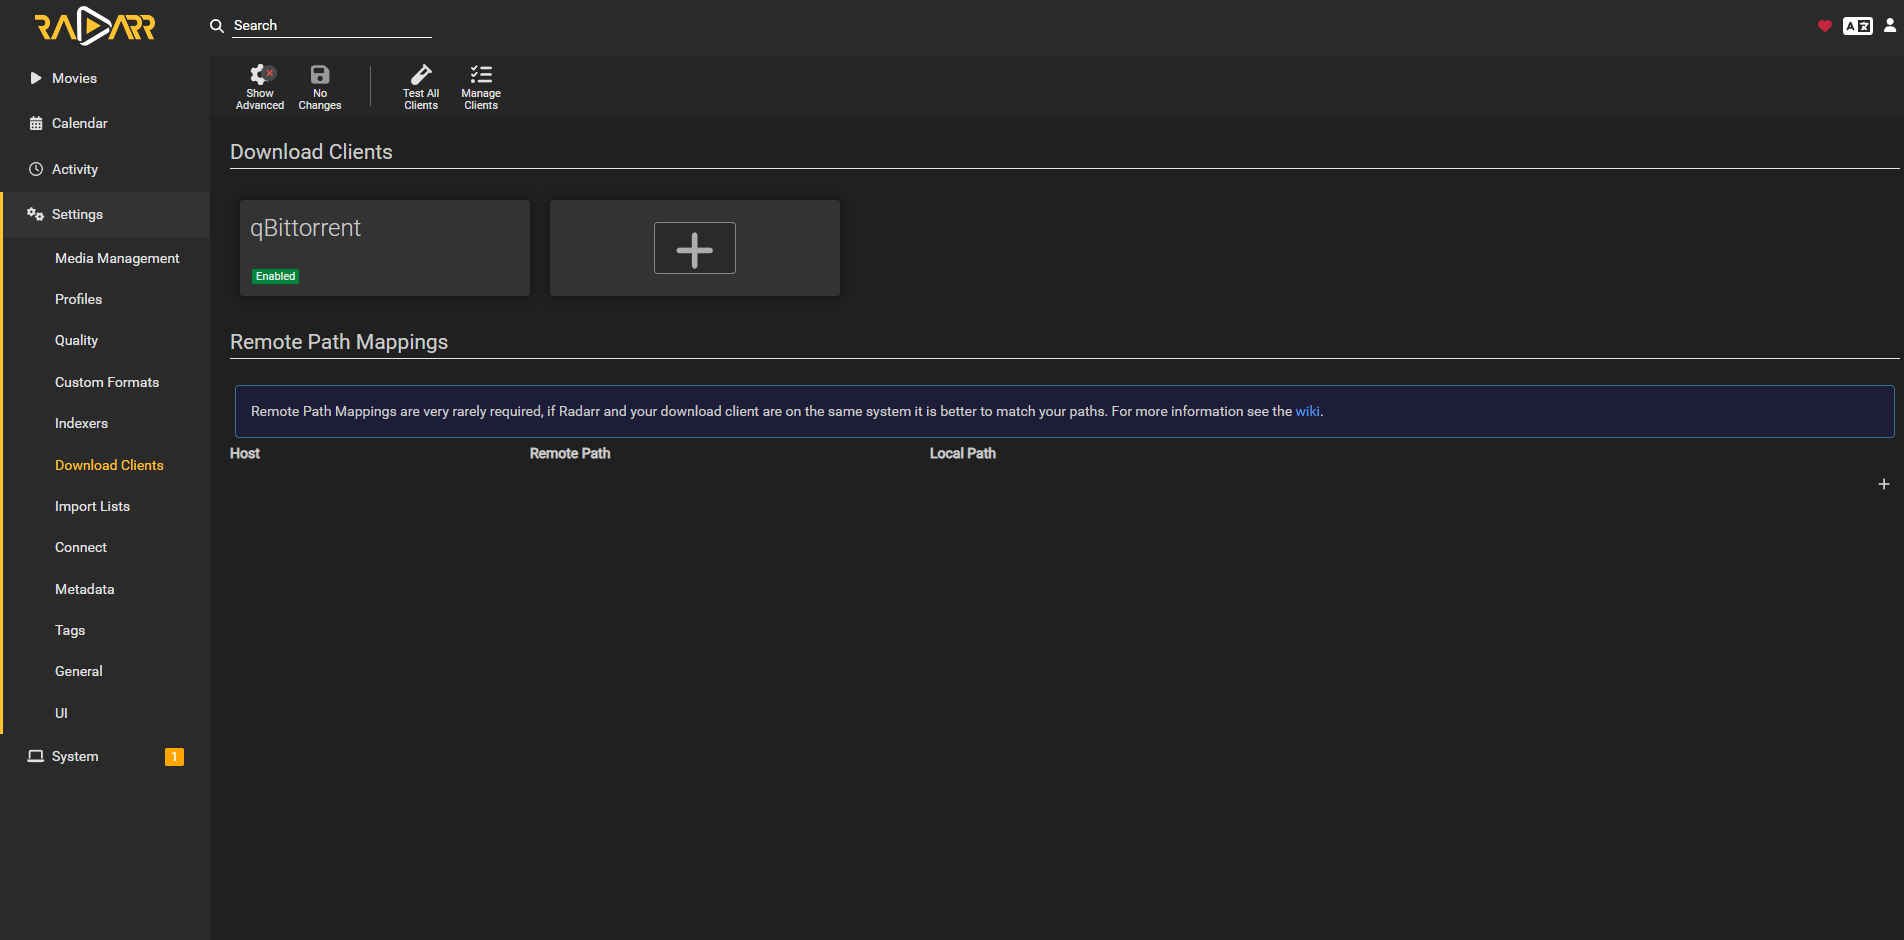 RADARR
Search
Movies
Calendar
Activity
Settings
Media Management
Profiles
Quality
Custom Formats
Indexers
Download Clients
Import Lists
Connect
Metadata
Tags
General
UI
System
1
Show
Advanced
No
Changes
Test All
Clients
Manage
Clients
Download Clients
qBittorrent
Enabled
Remote Path Mappings
Remote Path Mappings are very rarely required, if Radarr and your download client are on the same system it is better to match your paths. For more information see the wiki.
Host Remote Path Local Path